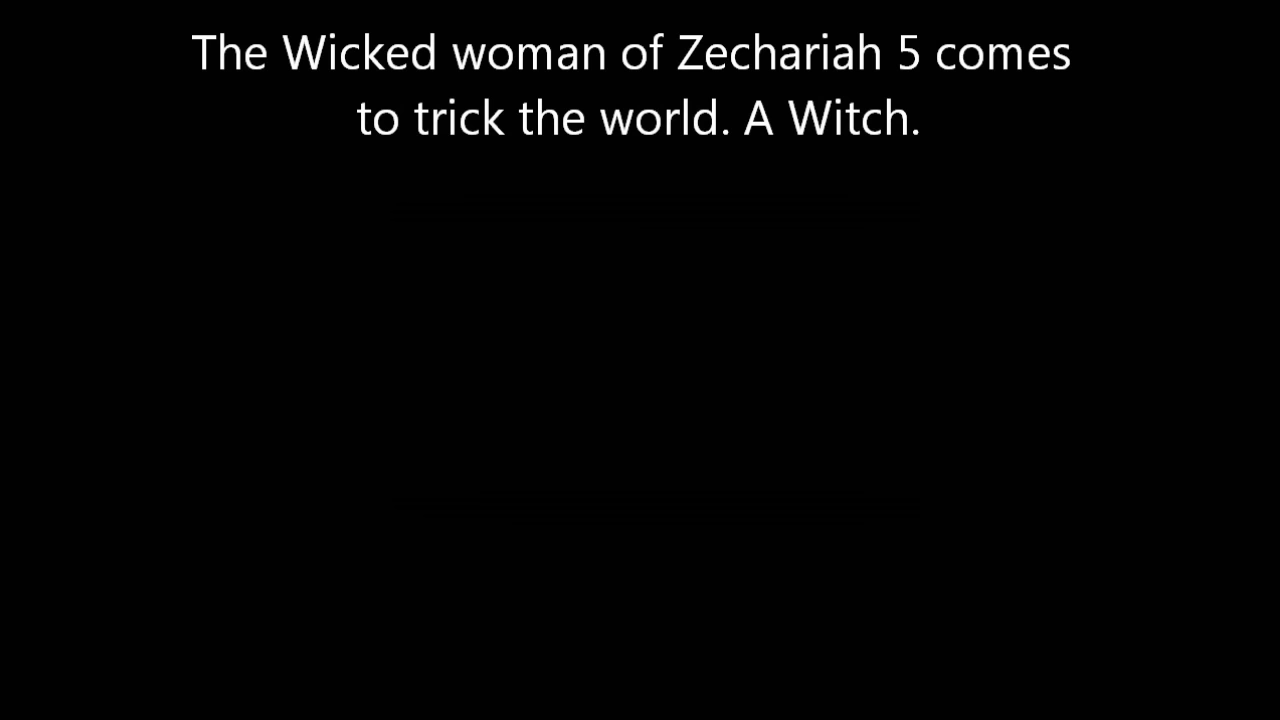 The Wicked woman of Zechariah 5 comes
to trick the world. A Witch.